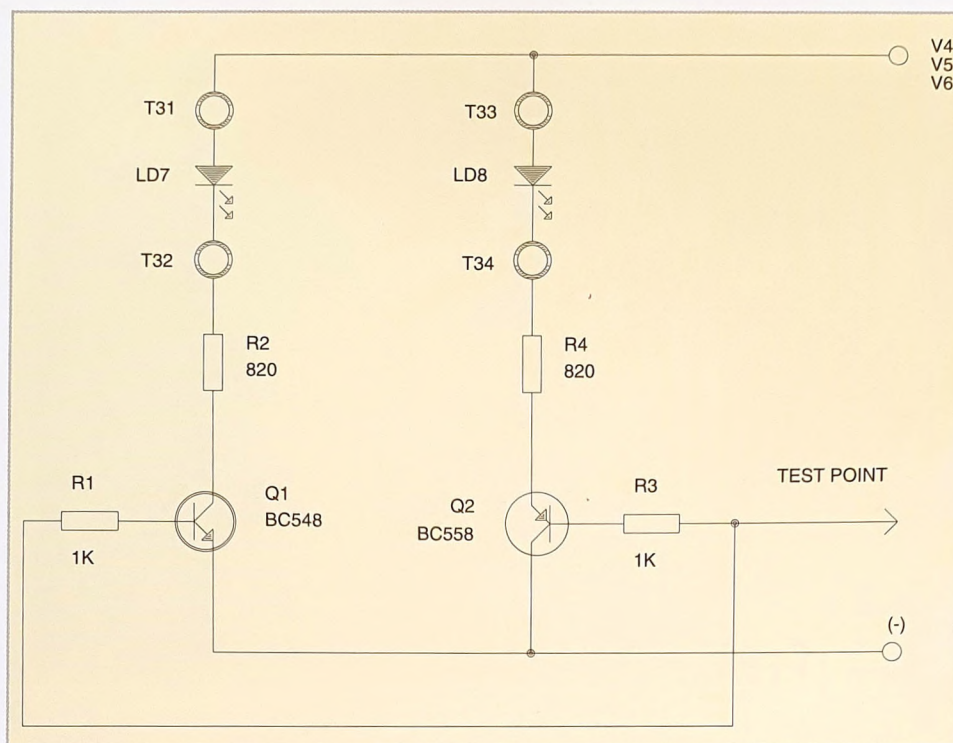 V4
V5
V6
T31
T33
LD7
LD8
T32
T34
R2
820
R4
820
R1
1K
Q1
BC548
Q2
BC558
R3
1K
TEST POINT
(-)